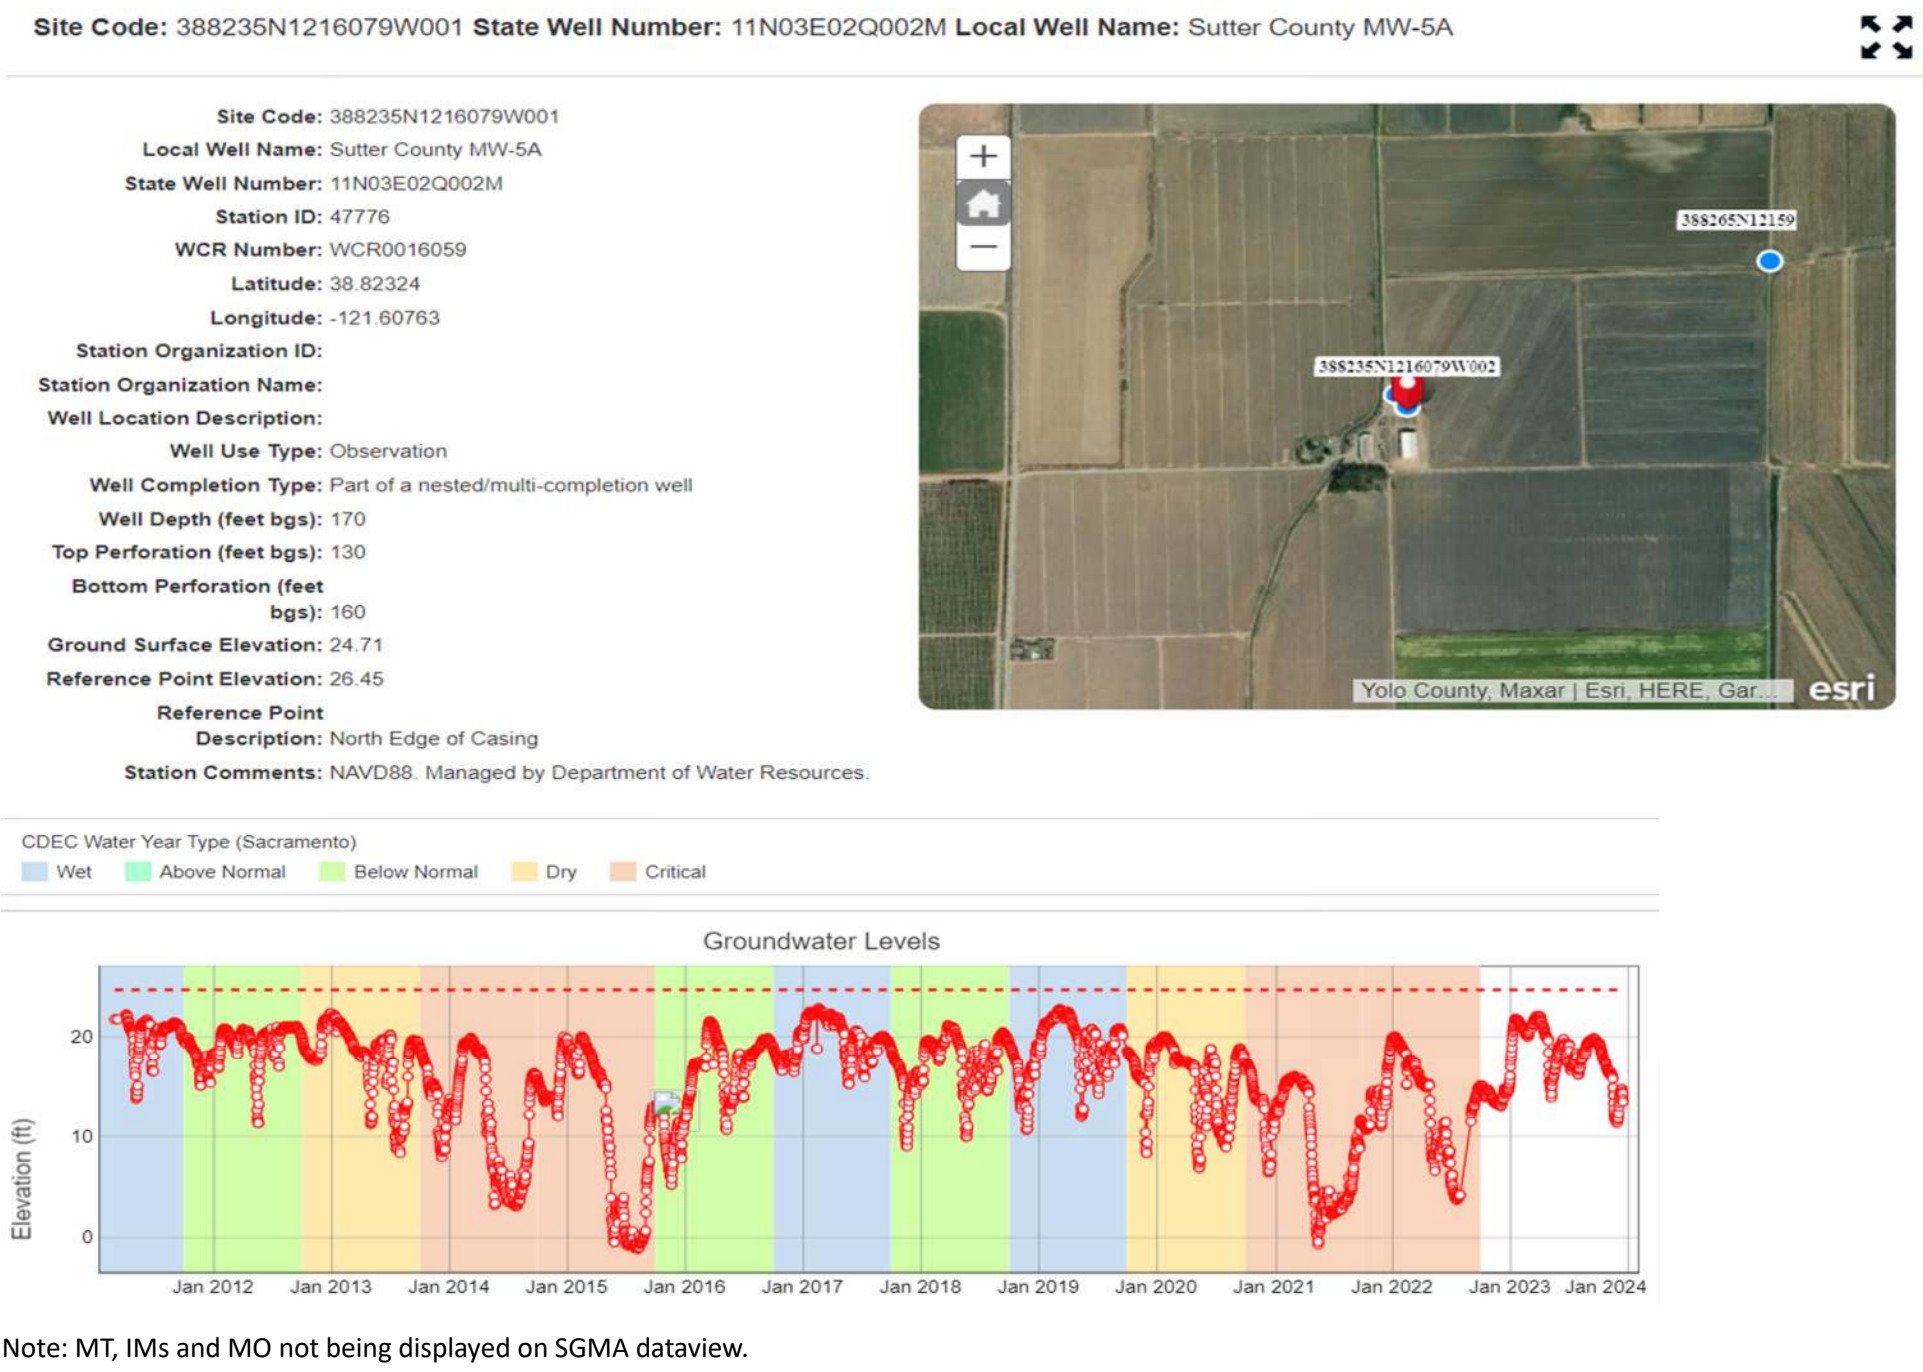 Site Code: 388235N1216079W001 State Well Number: 11N03E02Q002M Local Well Name: Sutter County MW-5A
Site Code: 388235N1216079W001
Local Well Name: Sutter County MW-5A
State Well Number: 11N03E02Q002M
Station ID: 47776
WCR Number: WCR0016059
Latitude: 38.82324
Longitude: -121.60763
Station Organization ID:
Station Organization Name:
Well Location Description:
Well Use Type: Observation
Well Completion Type: Part of a nested/multi-completion well
Well Depth (feet bgs): 170
Top Perforation (feet bgs): 130
Bottom Perforation (feet
bgs): 160
Ground Surface Elevation: 24.71
Reference Point Elevation: 26.45
Reference Point
Description: North Edge of Casing
Station Comments: NAVD88. Managed by Department of Water Resources.
+
−
388265N12159
388235N1216079W002
Yolo County, Maxar | Esri, HERE, Gar...
esri
CDEC Water Year Type (Sacramento)
Wet Above Normal Below Normal Dry Critical
Groundwater Levels
Elevation (ft)
20
10
0
Jan 2012 Jan 2013 Jan 2014 Jan 2015 Jan 2016 Jan 2017 Jan 2018 Jan 2019 Jan 2020 Jan 2021 Jan 2022 Jan 2023 Jan 2024
Note: MT, IMs and MO not being displayed on SGMA dataview.